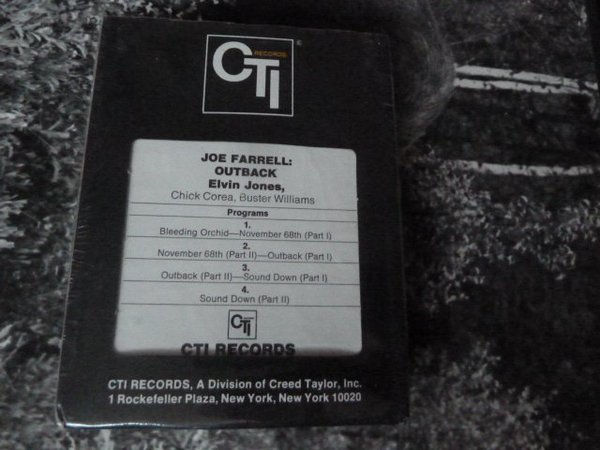 RECORDS
CTI
®
JOE FARRELL:
OUTBACK
Elvin Jones,
Chick Corea, Buster Williams
Programs
1.
Bleeding Orchid—November 68th (Part I)
2.
November 68th (Part II)—Outback (Part I)
3.
Outback (Part II)—Sound Down (Part I)
4.
Sound Down (Part II)
CTI
CTI RECORDS
CTI RECORDS, A Division of Creed Taylor, Inc.
1 Rockefeller Plaza, New York, New York 10020